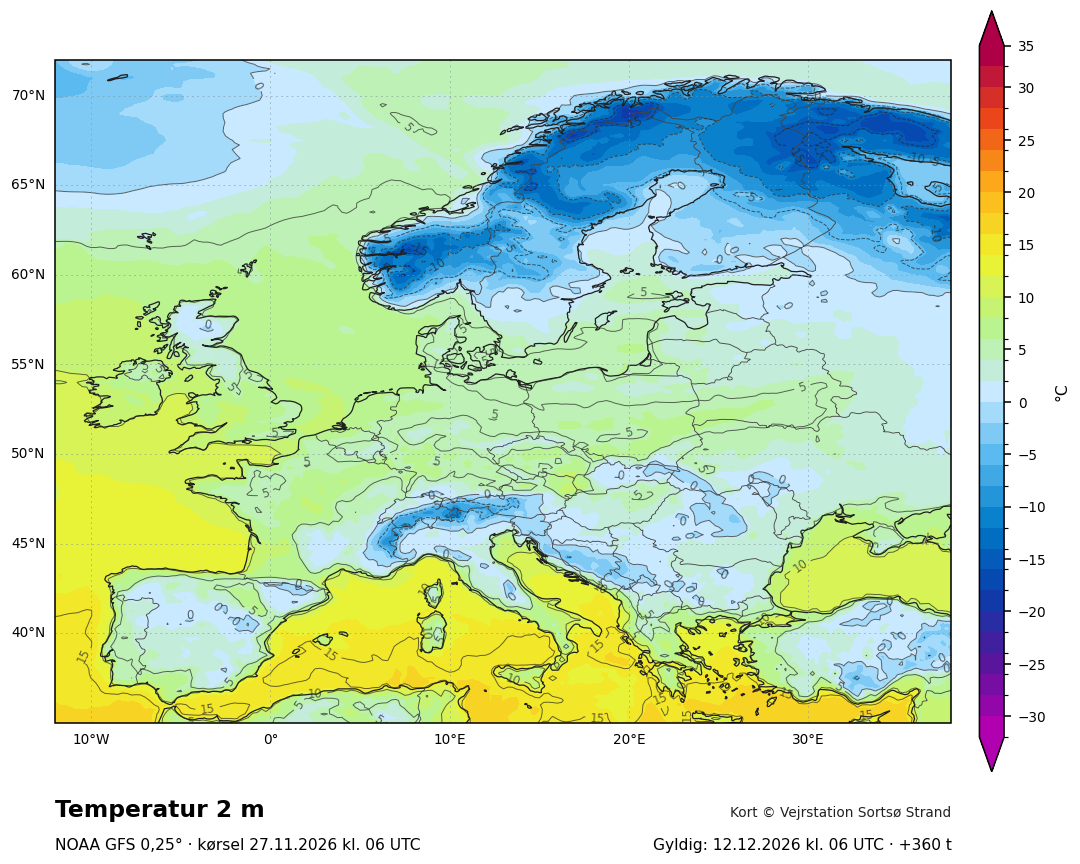 70°N
65°N
60°N
55°N
50°N
45°N
40°N
10°W
0°
10°E
20°E
30°E
35
30
25
20
15
10
5
0
−5
−10
−15
−20
−25
−30
°C
Temperatur 2 m
Kort © Vejrstation Sortsø Strand
NOAA GFS 0,25° · kørsel 27.11.2026 kl. 06 UTC
Gyldig: 12.12.2026 kl. 06 UTC · +360 t